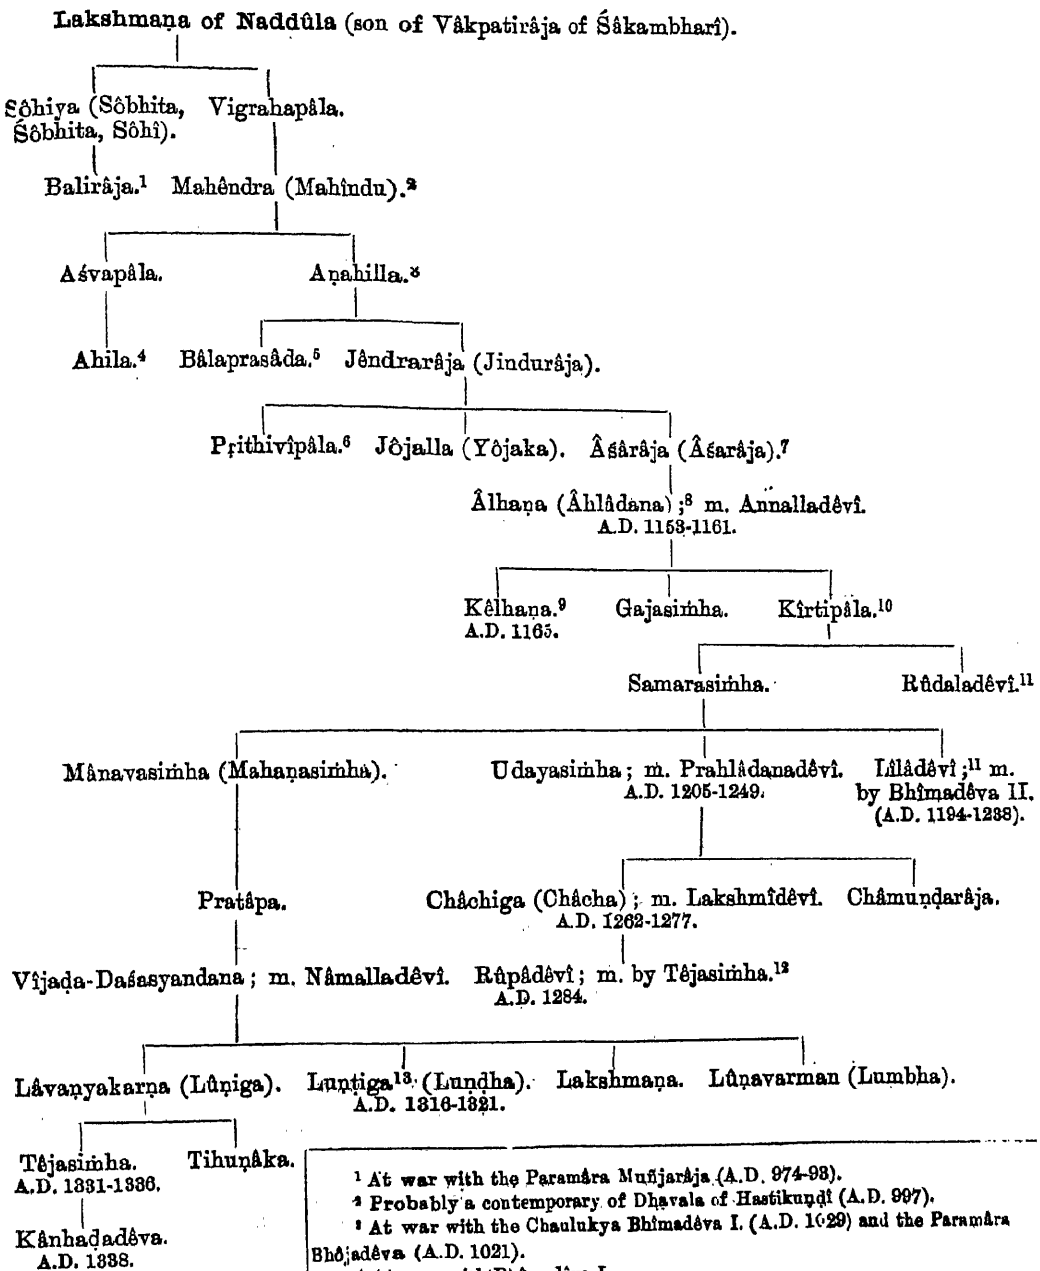 Lakshmaṇa of Naddûla (son of Vâkpatirâja of Śâkambharî).
Sôhiya (Sôbhita, Vigrahapâla.
Śôbhita, Sôhî).
Balirâja.¹ Mahêndra (Mahîndu).²
Aśvapâla. Aṇahilla.³
Ahila.⁴ Bâlaprasâda.⁵ Jêndrarâja (Jindurâja).
Pṛithivîpâla.⁶ Jôjalla (Yôjaka). Âśârâja (Âśarâja).⁷
Âlhaṇa (Âhlâdana);⁸ m. Annalladêvî.
A.D. 1153-1161.
Kêlhaṇa.⁹ Gajasiṁha. Kîrtipâla.¹⁰
A.D. 1165.
Samarasiṁha. Rûdaladêvî.¹¹
Mânavasiṁha (Mahaṇasiṁha). Udayasiṁha; m. Prahlâdanadêvî. Lîlâdêvî;¹¹ m.
A.D. 1205-1249. by Bhîmadêva II.
(A.D. 1194-1238).
Pratâpa. Châchiga (Châcha); m. Lakshmîdêvî. Châmuṇḍarâja.
A.D. 1262-1277.
Vîjaḍa-Daśasyandana; m. Nâmalladêvî. Rûpâdêvî; m. by Têjasiṁha.¹²
A.D. 1284.
Lâvaṇyakarṇa (Lûṇiga). Luṇṭiga¹³ (Lundha). Lakshmaṇa. Lûṇavarman (Lumbha).
A.D. 1316-1321.
Têjasiṁha. Tihuṇâka.
A.D. 1331-1336.
¹ At war with the Paramâra Muñjarâja (A.D. 974-93).
² Probably a contemporary of Dhavala of Hastikuṇḍî (A.D. 997).
³ At war with the Chaulukya Bhîmadêva I. (A.D. 1029) and the Paramâra
Bhôjadêva (A.D. 1021).
Kânhaḍadêva.
A.D. 1338.